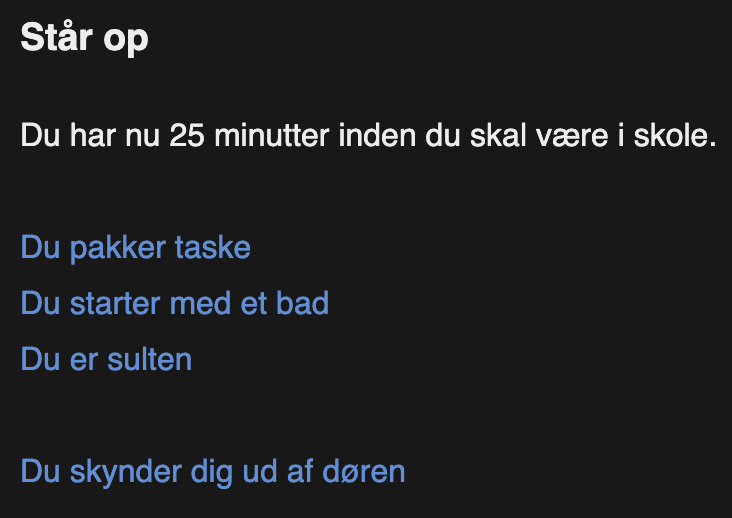 Står op
Du har nu 25 minutter inden du skal være i skole.
Du pakker taske
Du starter med et bad
Du er sulten
Du skynder dig ud af døren